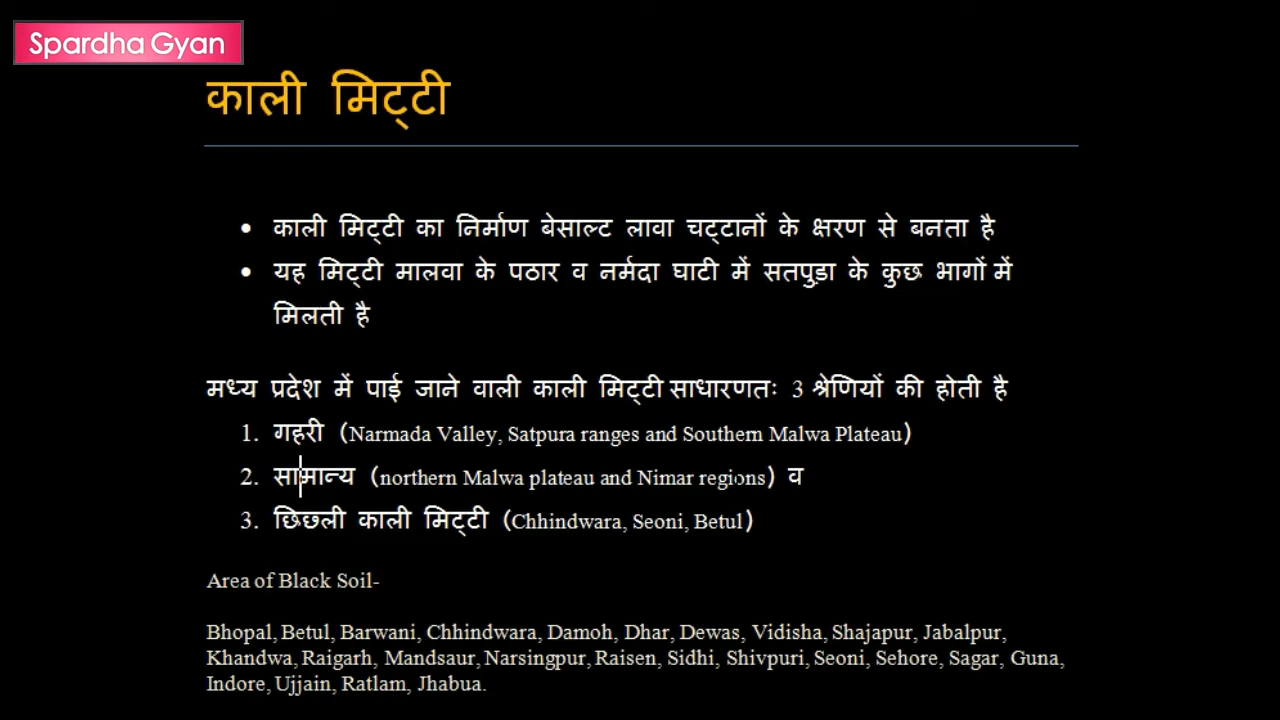 Spardha Gyan
काली मिट्टी
• काली मिट्टी का निर्माण बेसाल्ट लावा चट्टानों के क्षरण से बनता है
• यह मिट्टी मालवा के पठार व नर्मदा घाटी में सतपुड़ा के कुछ भागों में
मिलती है
मध्य प्रदेश में पाई जाने वाली काली मिट्टी साधारणतः 3 श्रेणियों की होती है
1. गहरी (Narmada Valley, Satpura ranges and Southern Malwa Plateau)
2. सामान्य (northern Malwa plateau and Nimar regions) व
3. छिछ्ली काली मिट्टी (Chhindwara, Seoni, Betul)
Area of Black Soil-
Bhopal, Betul, Barwani, Chhindwara, Damoh, Dhar, Dewas, Vidisha, Shajapur, Jabalpur,
Khandwa, Raigarh, Mandsaur, Narsingpur, Raisen, Sidhi, Shivpuri, Seoni, Sehore, Sagar, Guna,
Indore, Ujjain, Ratlam, Jhabua.